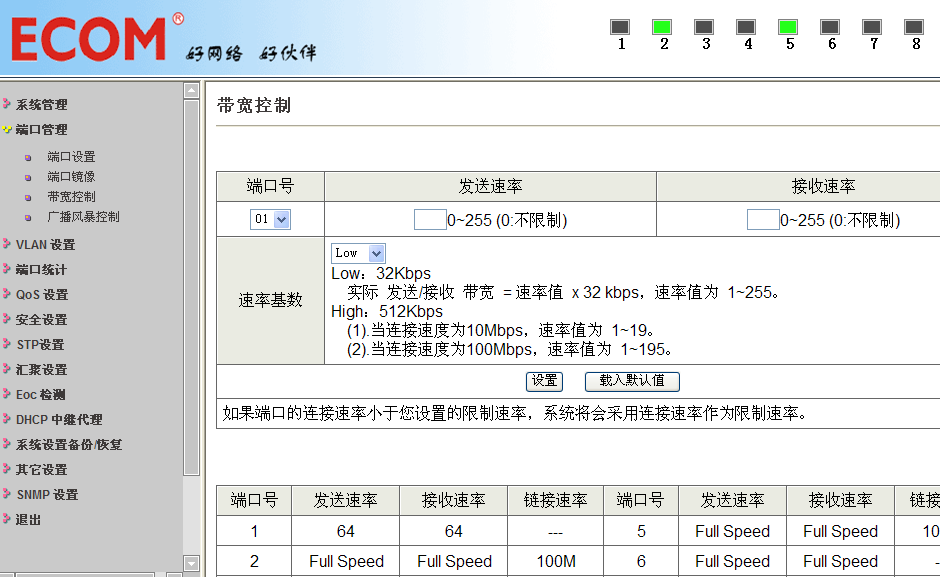 ECOM® 好网络 好伙伴
1 2 3 4 5 6 7 8
系统管理
端口管理
端口设置
端口镜像
带宽控制
广播风暴控制
VLAN 设置
端口统计
QoS 设置
安全设置
STP设置
汇聚设置
Eoc 检测
DHCP 中继代理
系统设置备份/恢复
其它设置
SNMP 设置
退出
带宽控制
端口号 发送速率 接收速率
01 0~255 (0:不限制) 0~255 (0:不限制)
速率基数
Low
Low：32Kbps
实际 发送/接收 带宽 = 速率值 x 32 kbps，速率值为 1~255。
High：512Kbps
(1).当连接速度为10Mbps，速率值为 1~19。
(2).当连接速度为100Mbps，速率值为 1~195。
设置 载入默认值
如果端口的连接速率小于您设置的限制速率，系统将会采用连接速率作为限制速率。
端口号 发送速率 接收速率 链接速率 端口号 发送速率 接收速率 链接
1 64 64 --- 5 Full Speed Full Speed 10
2 Full Speed Full Speed 100M 6 Full Speed Full Speed -